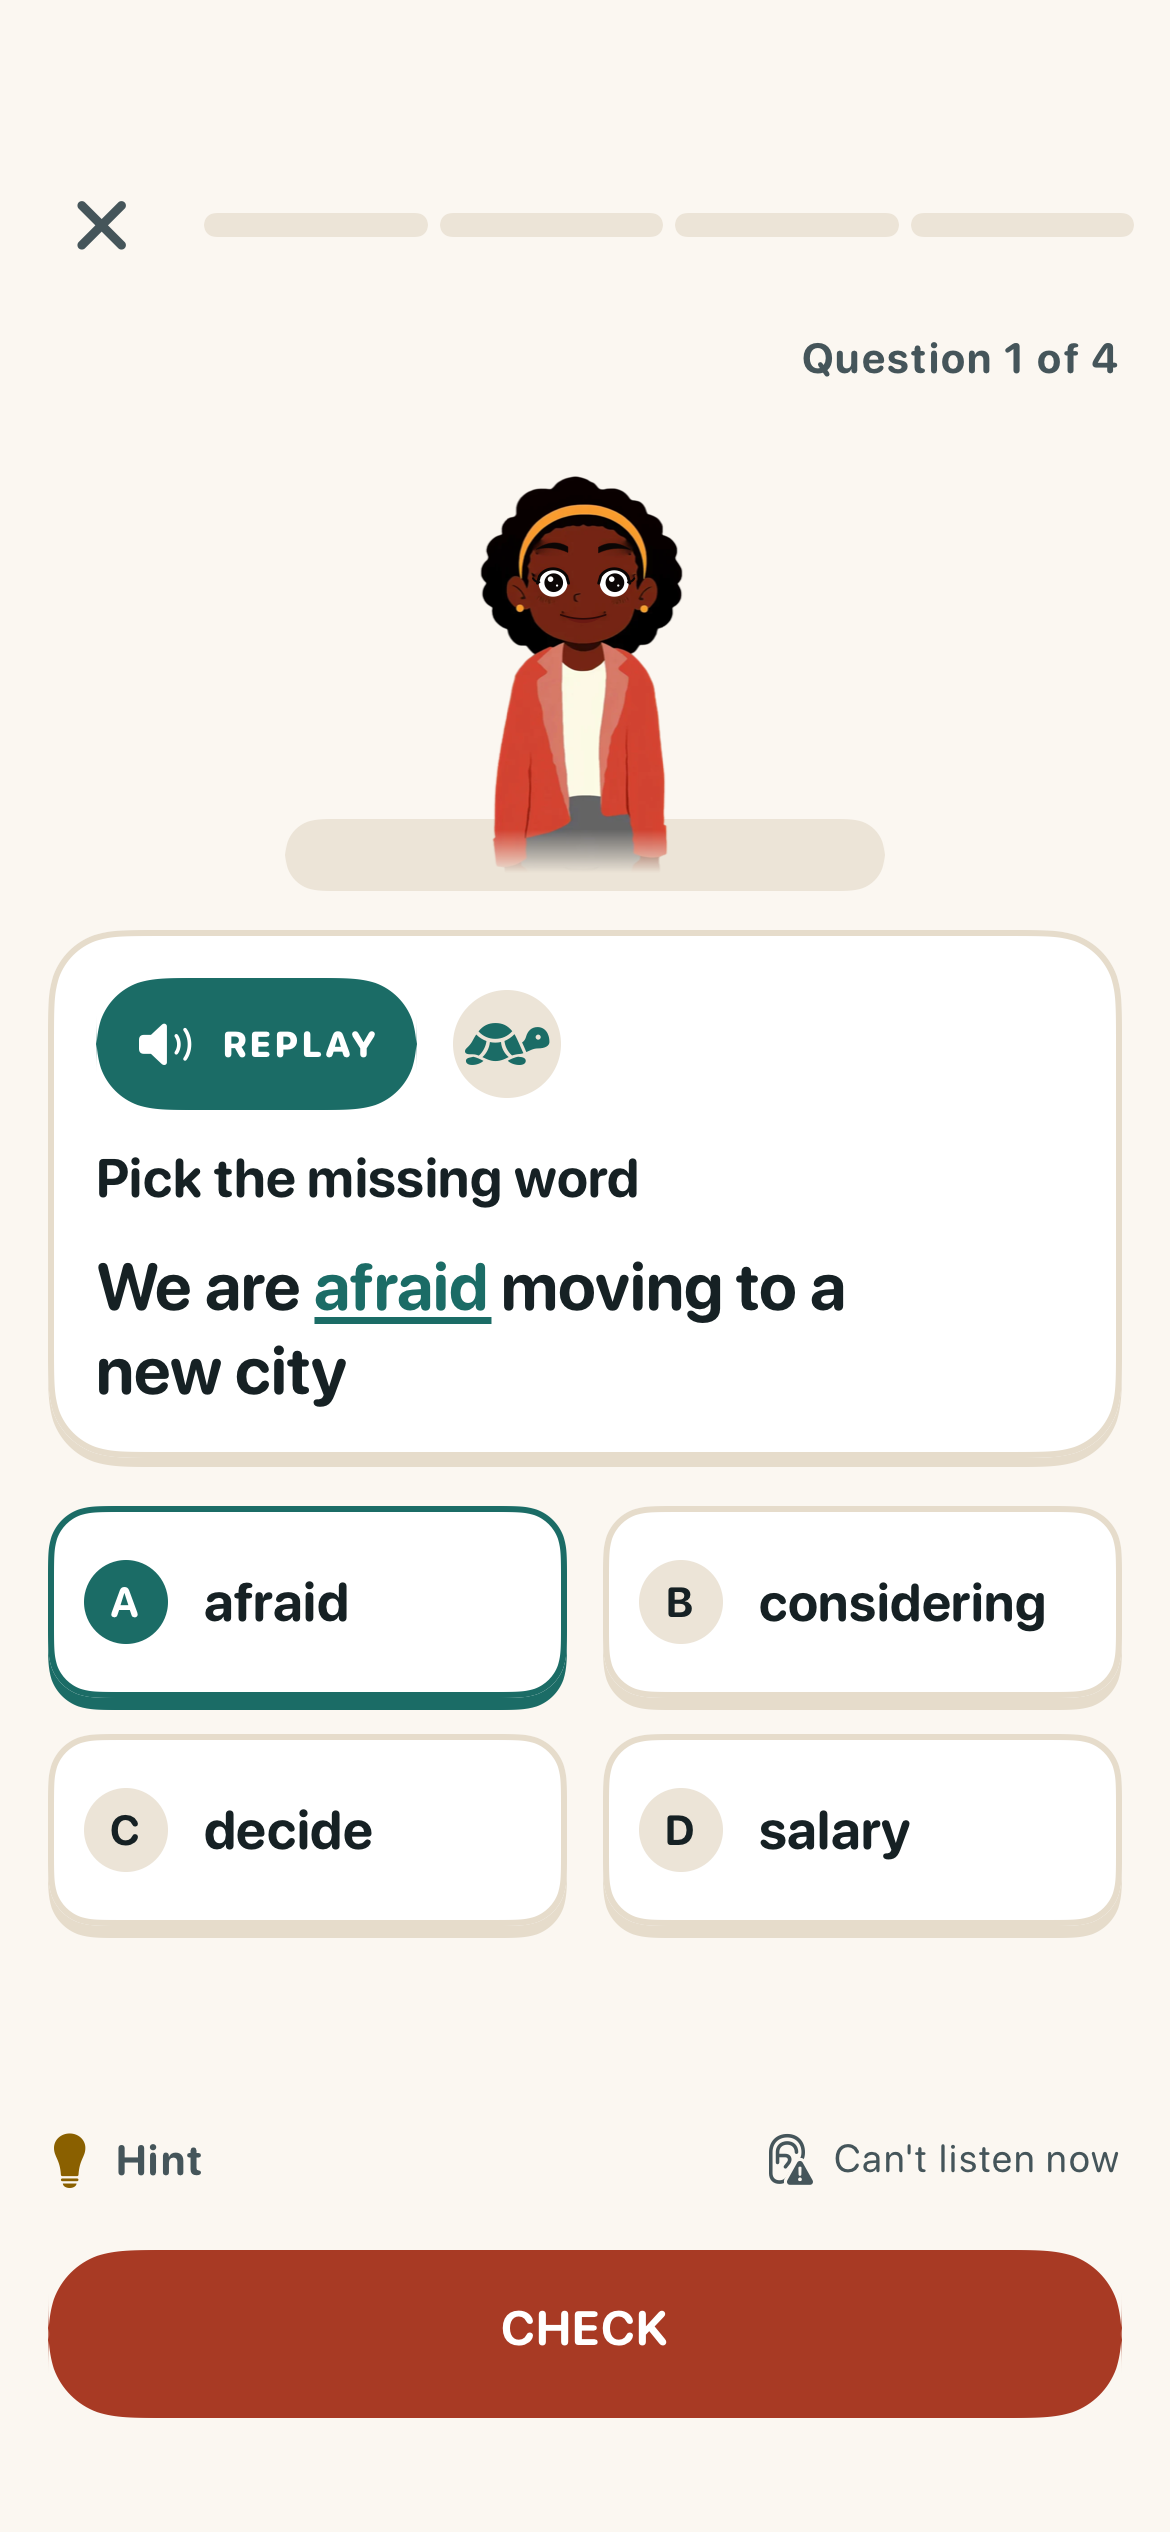 Question 1 of 4
REPLAY
Pick the missing word
We are afraid moving to a
new city
A afraid
B considering
C decide
D salary
Hint
Can't listen now
CHECK